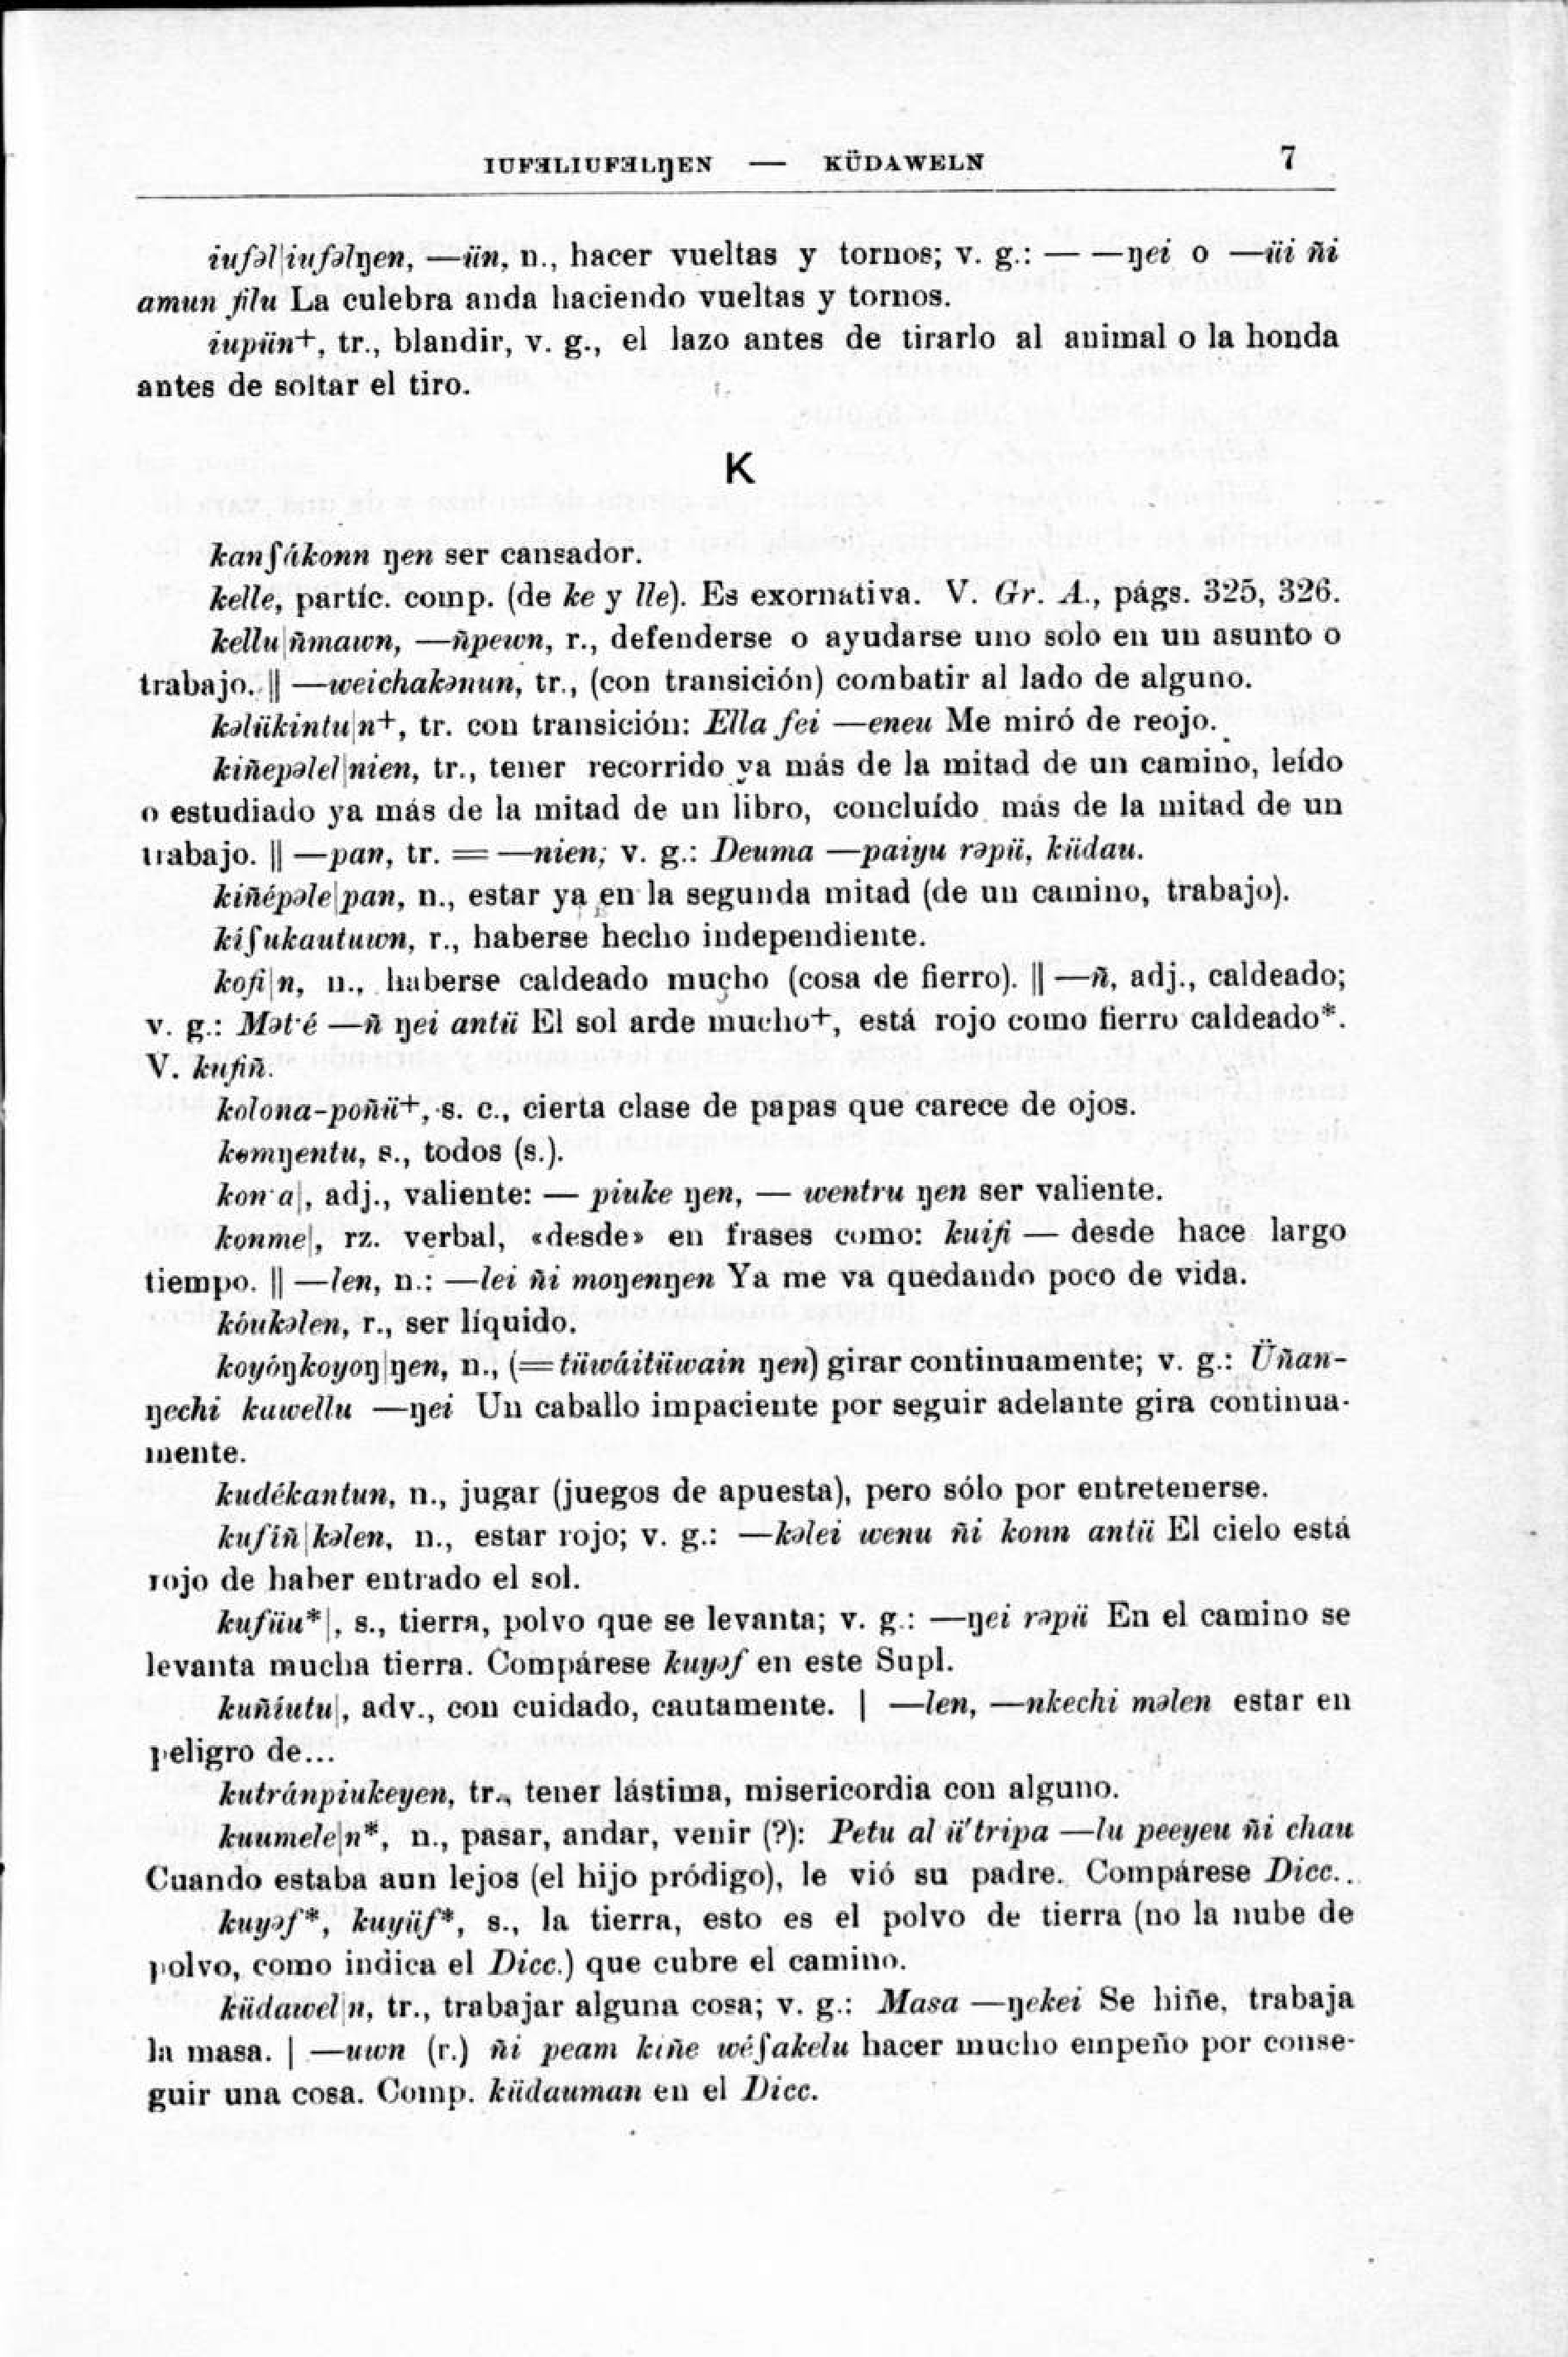 IUFƎLIUFƎLŊEN — KÜDAWELN 7
iufəl|iufəlŋen, —ün, n., hacer vueltas y tornos; v. g.: — —ŋei o —üi ñi
amun filu La culebra anda haciendo vueltas y tornos.
iupün+, tr., blandir, v. g., el lazo antes de tirarlo al animal o la honda
antes de soltar el tiro.
K
kanʃákonn ŋen ser cansador.
kelle, partíc. comp. (de ke y lle). Es exornativa. V. Gr. A., págs. 325, 326.
kellu|ñmawn, —ñpewn, r., defenderse o ayudarse uno solo en un asunto o
trabajo. || —weichakənun, tr., (con transición) combatir al lado de alguno.
kəlükintu|n+, tr. con transición: Ella fei —eneu Me miró de reojo.
kiñepəlel|nien, tr., tener recorrido ya más de la mitad de un camino, leído
o estudiado ya más de la mitad de un libro, concluído más de la mitad de un
trabajo. || —pan, tr. = —nien; v. g.: Deuma —paiyu rəpü, küdau.
kiñépəle|pan, n., estar ya en la segunda mitad (de un camino, trabajo).
kiʃukautuwn, r., haberse hecho independiente.
kofi|n, n., haberse caldeado mucho (cosa de fierro). || —ñ, adj., caldeado;
v. g.: Mət·é —ñ ŋei antü El sol arde mucho+, está rojo como fierro caldeado*.
V. kufiñ.
kolona-poñü+, s. c., cierta clase de papas que carece de ojos.
komŋentu, s., todos (s.).
kon·a|, adj., valiente: — piuke ŋen, — wentru ŋen ser valiente.
konme|, rz. verbal, «desde» en frases como: kuifi — desde hace largo
tiempo. || —len, n.: —lei ñi moŋenŋen Ya me va quedando poco de vida.
kóukəlen, r., ser líquido.
koyóŋkoyoŋ|ŋen, n., (=tüwáitüwain ŋen) girar continuamente; v. g.: Üñan-
ŋechi kawellu —ŋei Un caballo impaciente por seguir adelante gira continua-
mente.
kudékantun, n., jugar (juegos de apuesta), pero sólo por entretenerse.
kufíñ|kəlen, n., estar rojo; v. g.: —kəlei wenu ñi konn antü El cielo está
rojo de haber entrado el sol.
kufüu*|, s., tierra, polvo que se levanta; v. g.: —ŋei rəpü En el camino se
levanta mucha tierra. Compárese kuyəf en este Supl.
kuñíutu|, adv., con cuidado, cautamente. | —len, —nkechi məlen estar en
peligro de...
kutránpiukeyen, tr., tener lástima, misericordia con alguno.
kuumele|n*, n., pasar, andar, venir (?): Petu al·ü'tripa —lu peeyeu ñi chau
Cuando estaba aun lejos (el hijo pródigo), le vió su padre. Compárese Dicc..
kuyəf*, kuyüf*, s., la tierra, esto es el polvo de tierra (no la nube de
polvo, como indica el Dicc.) que cubre el camino.
küdawel|n, tr., trabajar alguna cosa; v. g.: Masa —ŋekei Se hiñe, trabaja
la masa. | —uwn (r.) ñi peam kiñe wéʃakelu hacer mucho empeño por conse-
guir una cosa. Comp. küdauman en el Dicc.